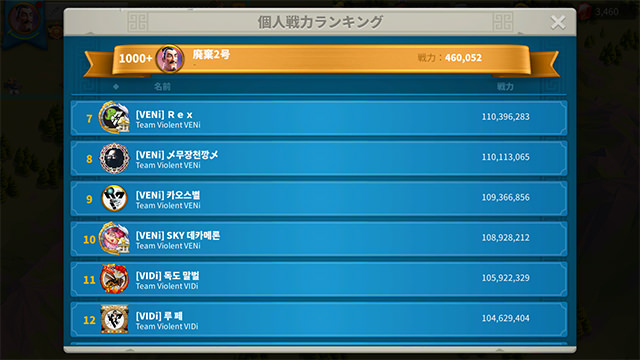 個人戦力ランキング
3,460
1000+ 廃棄2号 戦力：460,052
名前 戦力
7 [VENi] Ｒｅｘ 110,396,283
Team Violent VENi
8 [VENi] 〆무장천깡〆 110,113,065
Team Violent VENi
9 [VENi] 카오스벌 109,366,856
Team Violent VENi
10 [VENi] SKY 데카메론 108,928,212
Team Violent VENi
11 [VIDi] 독도 말벌 105,922,329
Team Violent VIDi
12 [VIDi] 루 페 104,629,404
Team Violent VIDi